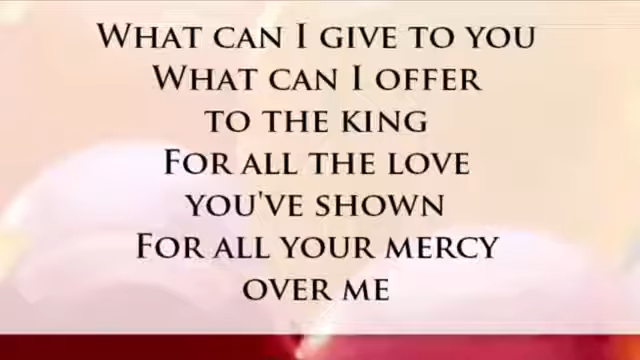 What can I give to You
What can I offer
to the King
For all the love
You've shown
For all Your mercy
over me